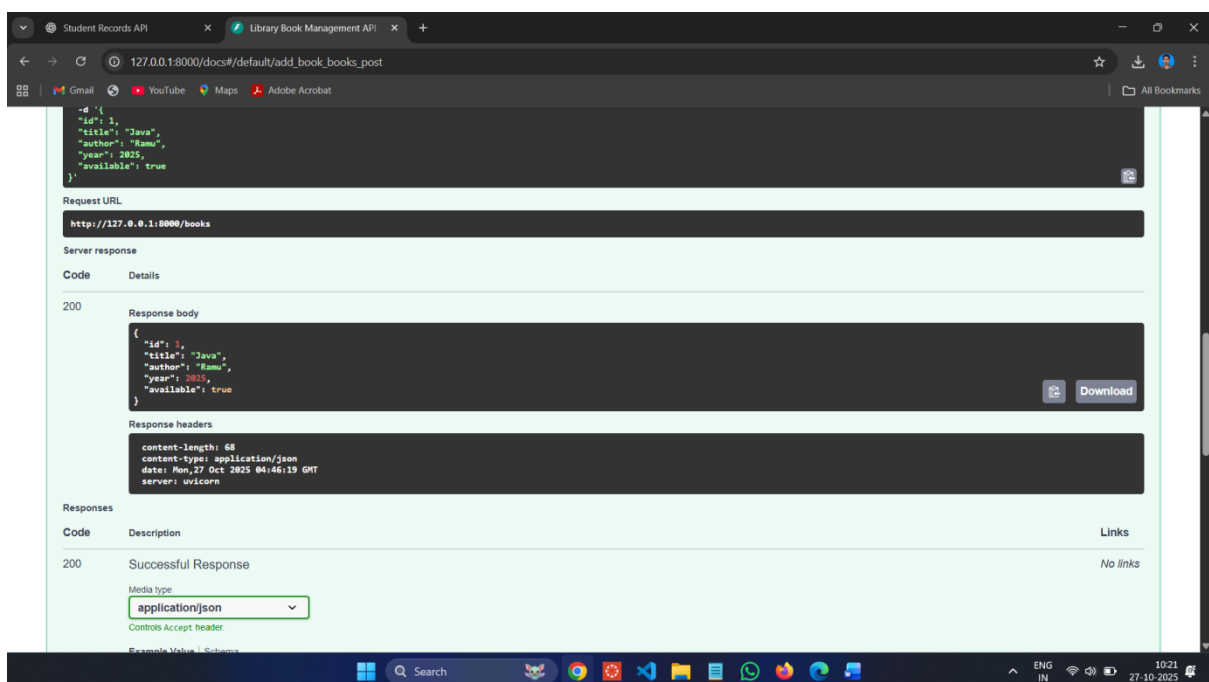 Student Records API
Library Book Management API
127.0.0.1:8000/docs#/default/add_book_books_post
Gmail
YouTube
Maps
Adobe Acrobat
All Bookmarks
-d '{
"id": 1,
"title": "Java",
"author": "Ramu",
"year": 2025,
"available": true
}'
Request URL
http://127.0.0.1:8000/books
Server response
Code Details
200
Response body
{
"id": 1,
"title": "Java",
"author": "Ramu",
"year": 2025,
"available": true
}
Download
Response headers
content-length: 68
content-type: application/json
date: Mon,27 Oct 2025 04:46:19 GMT
server: uvicorn
Responses
Code Description Links
200 Successful Response No links
Media type
application/json
Controls Accept header.
Example Value Schema
Search
ENG
IN
10:21
27-10-2025